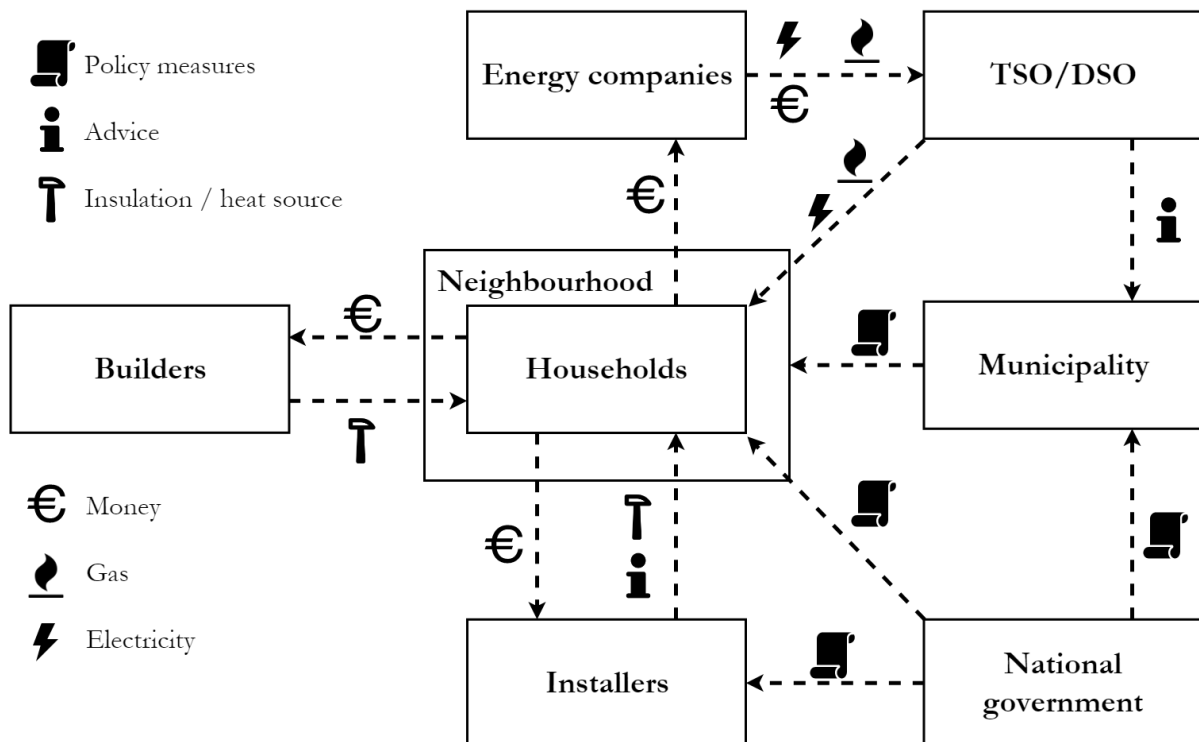 Policy measures
Advice
Insulation / heat source
Energy companies
TSO/DSO
€
€
Neighbourhood
Builders
€
Households
Municipality
€ Money
Gas
Electricity
€
Installers
National
government